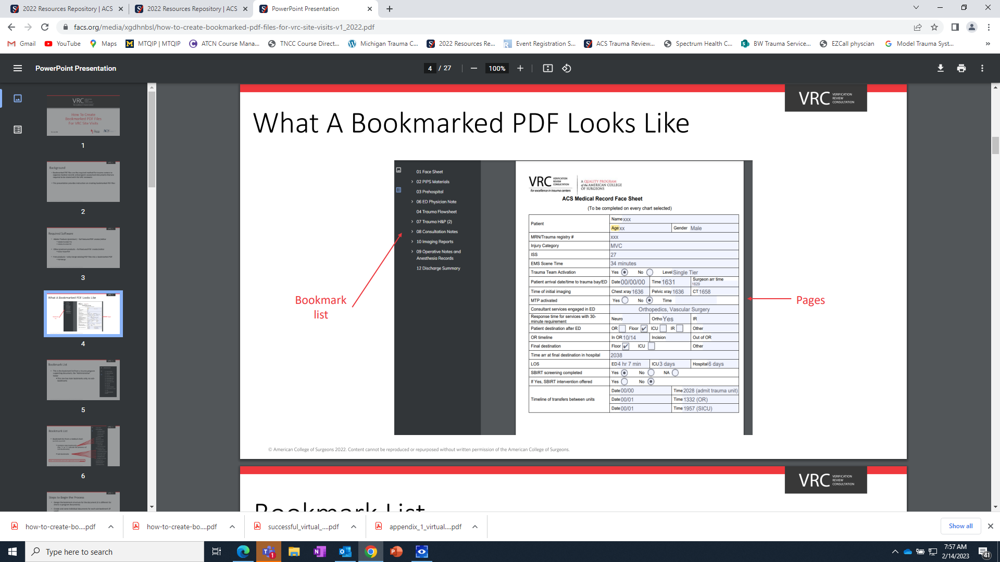 2022 Resources Repository | ACS
2022 Resources Repository | ACS
PowerPoint Presentation
facs.org/media/xgdhnbsl/how-to-create-bookmarked-pdf-files-for-vrc-site-visits-v1_2022.pdf
Gmail
YouTube
Maps
MTQIP | MTQIP
ATCN Course Mana...
TNCC Course Direct...
Michigan Trauma C...
2022 Resources Re...
Event Registration S...
ACS Trauma Review...
Spectrum Health C...
BW Trauma Service...
EZCall physcian
Model Trauma Syst...
»
PowerPoint Presentation
4 / 27
100%
VRC
How To Create
Bookmarked PDF Files
For VRC Site Visits
1
Background
2
Required Software
3
What A Bookmarked PDF Looks Like
4
Bookmark List
5
Bookmark List
6
Steps to Begin the Process
VRC VERIFICATION
REVIEW
CONSULTATION
What A Bookmarked PDF Looks Like
01 Face Sheet
02 PIPS Materials
03 Prehospital
06 ED Physician Note
04 Trauma Flowsheet
07 Trauma H&P (2)
08 Consultation Notes
10 Imaging Reports
09 Operative Notes and
Anesthesia Records
12 Discharge Summary
Bookmark
list
Pages
VRC VERIFICATION
REVIEW
CONSULTATION
for excellence in trauma centers
A QUALITY PROGRAM
of the AMERICAN COLLEGE
OF SURGEONS
ACS Medical Record Face Sheet
(To be completed on every chart selected)
Patient
Name xxx
Age xx Gender Male
MRN/Trauma registry # xxx
Injury Category MVC
ISS 27
EMS Scene Time 34 minutes
Trauma Team Activation Yes No Level Single Tier
Patient arrival date/time to trauma bay/ED Date 00/00/00 Time 1631 Surgeon arr time 1629
Time of initial imaging Chest xray 1636 Pelvic xray 1636 CT 1658
MTP activated Yes No Time
Consultant services engaged in ED Orthopedics, Vascular Surgery
Response time for services with 30-
minute requirement Neuro Ortho Yes IR
Patient destination after ED OR Floor ICU IR Other
OR timeline In OR 10/14 Incision Out of OR
Final destination Floor ICU Other
Time arr at final destination in hospital 2038
LOS ED 4 hr 7 min ICU 3 days Hospital 6 days
SBIRT screening completed Yes No NA
If Yes, SBIRT intervention offered Yes No
Timeline of transfers between units
Date 00/00 Time 2028 (admit trauma unit)
Date 00/01 Time 1332 (OR)
Date 00/01 Time 1957 (SICU)
© American College of Surgeons 2022. Content cannot be reproduced or repurposed without written permission of the American College of Surgeons.
VRC VERIFICATION
REVIEW
CONSULTATION
Bookmark List
how-to-create-bo....pdf
how-to-create-bo....pdf
successful_virtual_....pdf
appendix_1_virtual....pdf
Show all
Type here to search
1
7:57 AM
2/14/2023
41